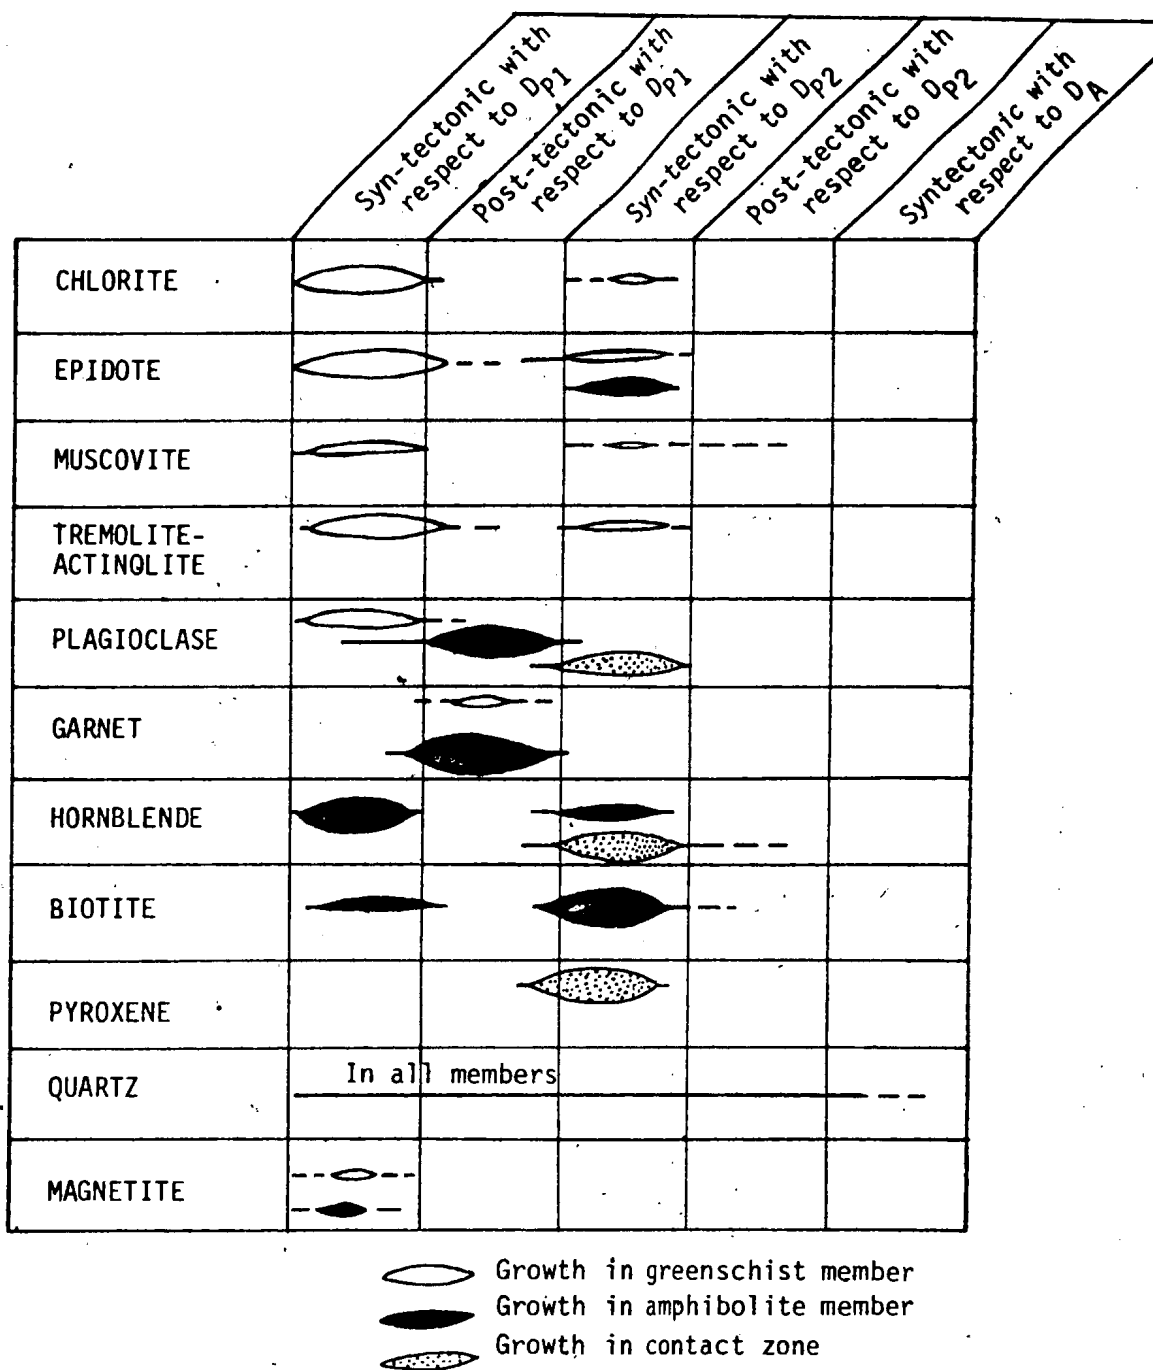 Syn-tectonic with
respect to DP1
Post-tectonic with
respect to DP1
Syn-tectonic with
respect to DP2
Post-tectonic with
respect to DP2
Syntectonic with
respect to DA
CHLORITE
EPIDOTE
MUSCOVITE
TREMOLITE-
ACTINOLITE
PLAGIOCLASE
GARNET
HORNBLENDE
BIOTITE
PYROXENE
QUARTZ
In all members
MAGNETITE
Growth in greenschist member
Growth in amphibolite member
Growth in contact zone